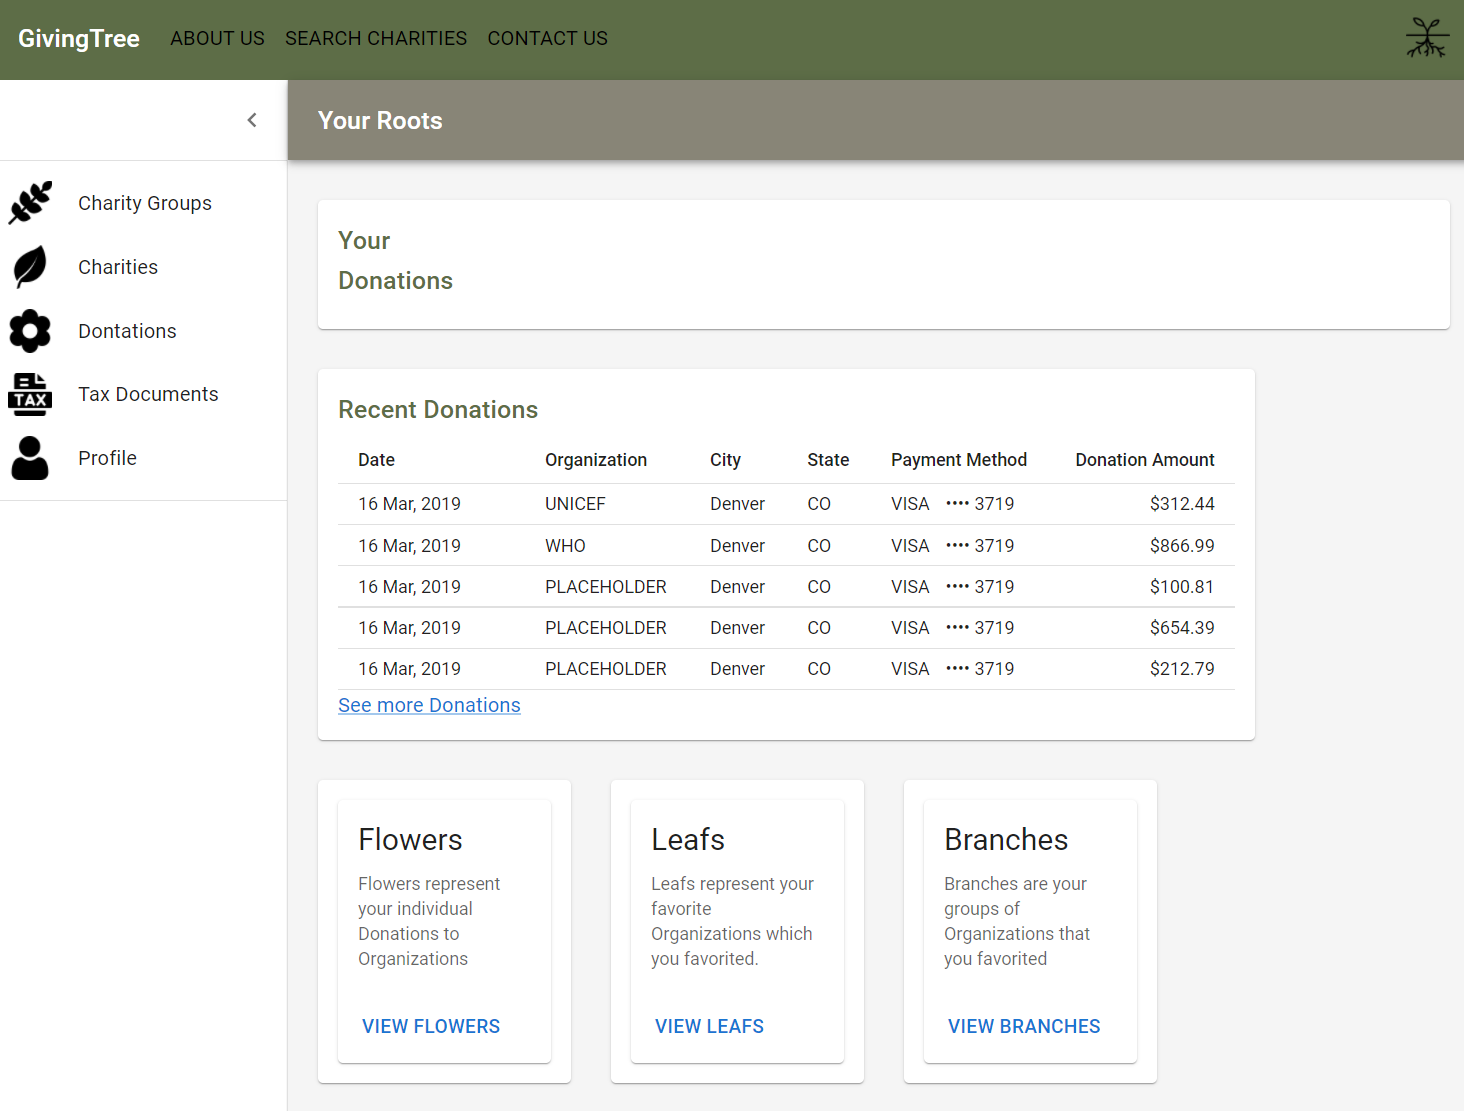 GivingTree ABOUT US SEARCH CHARITIES CONTACT US
Your Roots
Charity Groups
Charities
Dontations
TAX Tax Documents
Profile
Your
Donations
Recent Donations
Date Organization City State Payment Method Donation Amount
16 Mar, 2019 UNICEF Denver CO VISA •••• 3719 $312.44
16 Mar, 2019 WHO Denver CO VISA •••• 3719 $866.99
16 Mar, 2019 PLACEHOLDER Denver CO VISA •••• 3719 $100.81
16 Mar, 2019 PLACEHOLDER Denver CO VISA •••• 3719 $654.39
16 Mar, 2019 PLACEHOLDER Denver CO VISA •••• 3719 $212.79
See more Donations
Flowers
Flowers represent
your individual
Donations to
Organizations
VIEW FLOWERS
Leafs
Leafs represent your
favorite
Organizations which
you favorited.
VIEW LEAFS
Branches
Branches are your
groups of
Organizations that
you favorited
VIEW BRANCHES